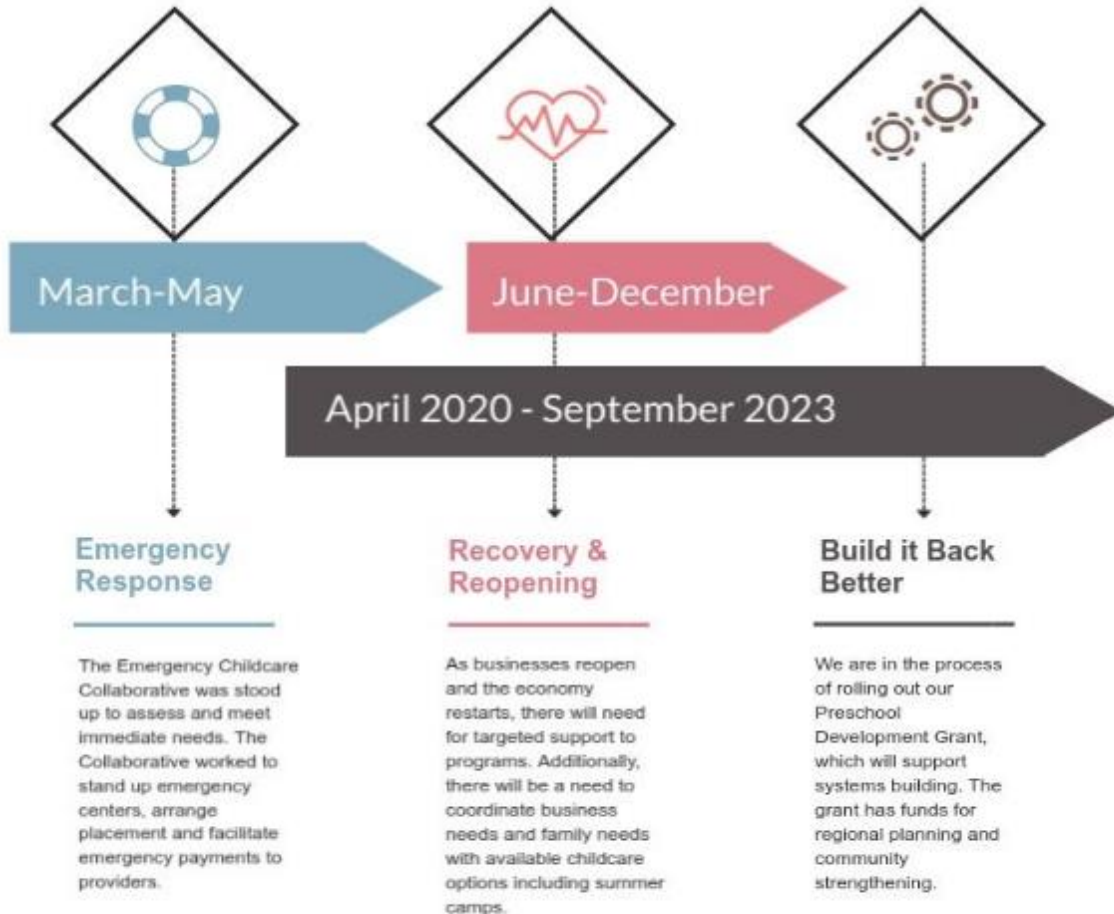 March-May
June-December
April 2020 - September 2023
Emergency
Response
The Emergency Childcare
Collaborative was stood
up to assess and meet
immediate needs. The
Collaborative worked to
stand up emergency
centers, arrange
placement and facilitate
emergency payments to
providers.
Recovery &
Reopening
As businesses reopen
and the economy
restarts, there will need
for targeted support to
programs. Additionally,
there will be a need to
coordinate business
needs and family needs
with available childcare
options including summer
camps.
Build it Back
Better
We are in the process
of rolling out our
Preschool
Development Grant,
which will support
systems building. The
grant has funds for
regional planning and
community
strengthening.